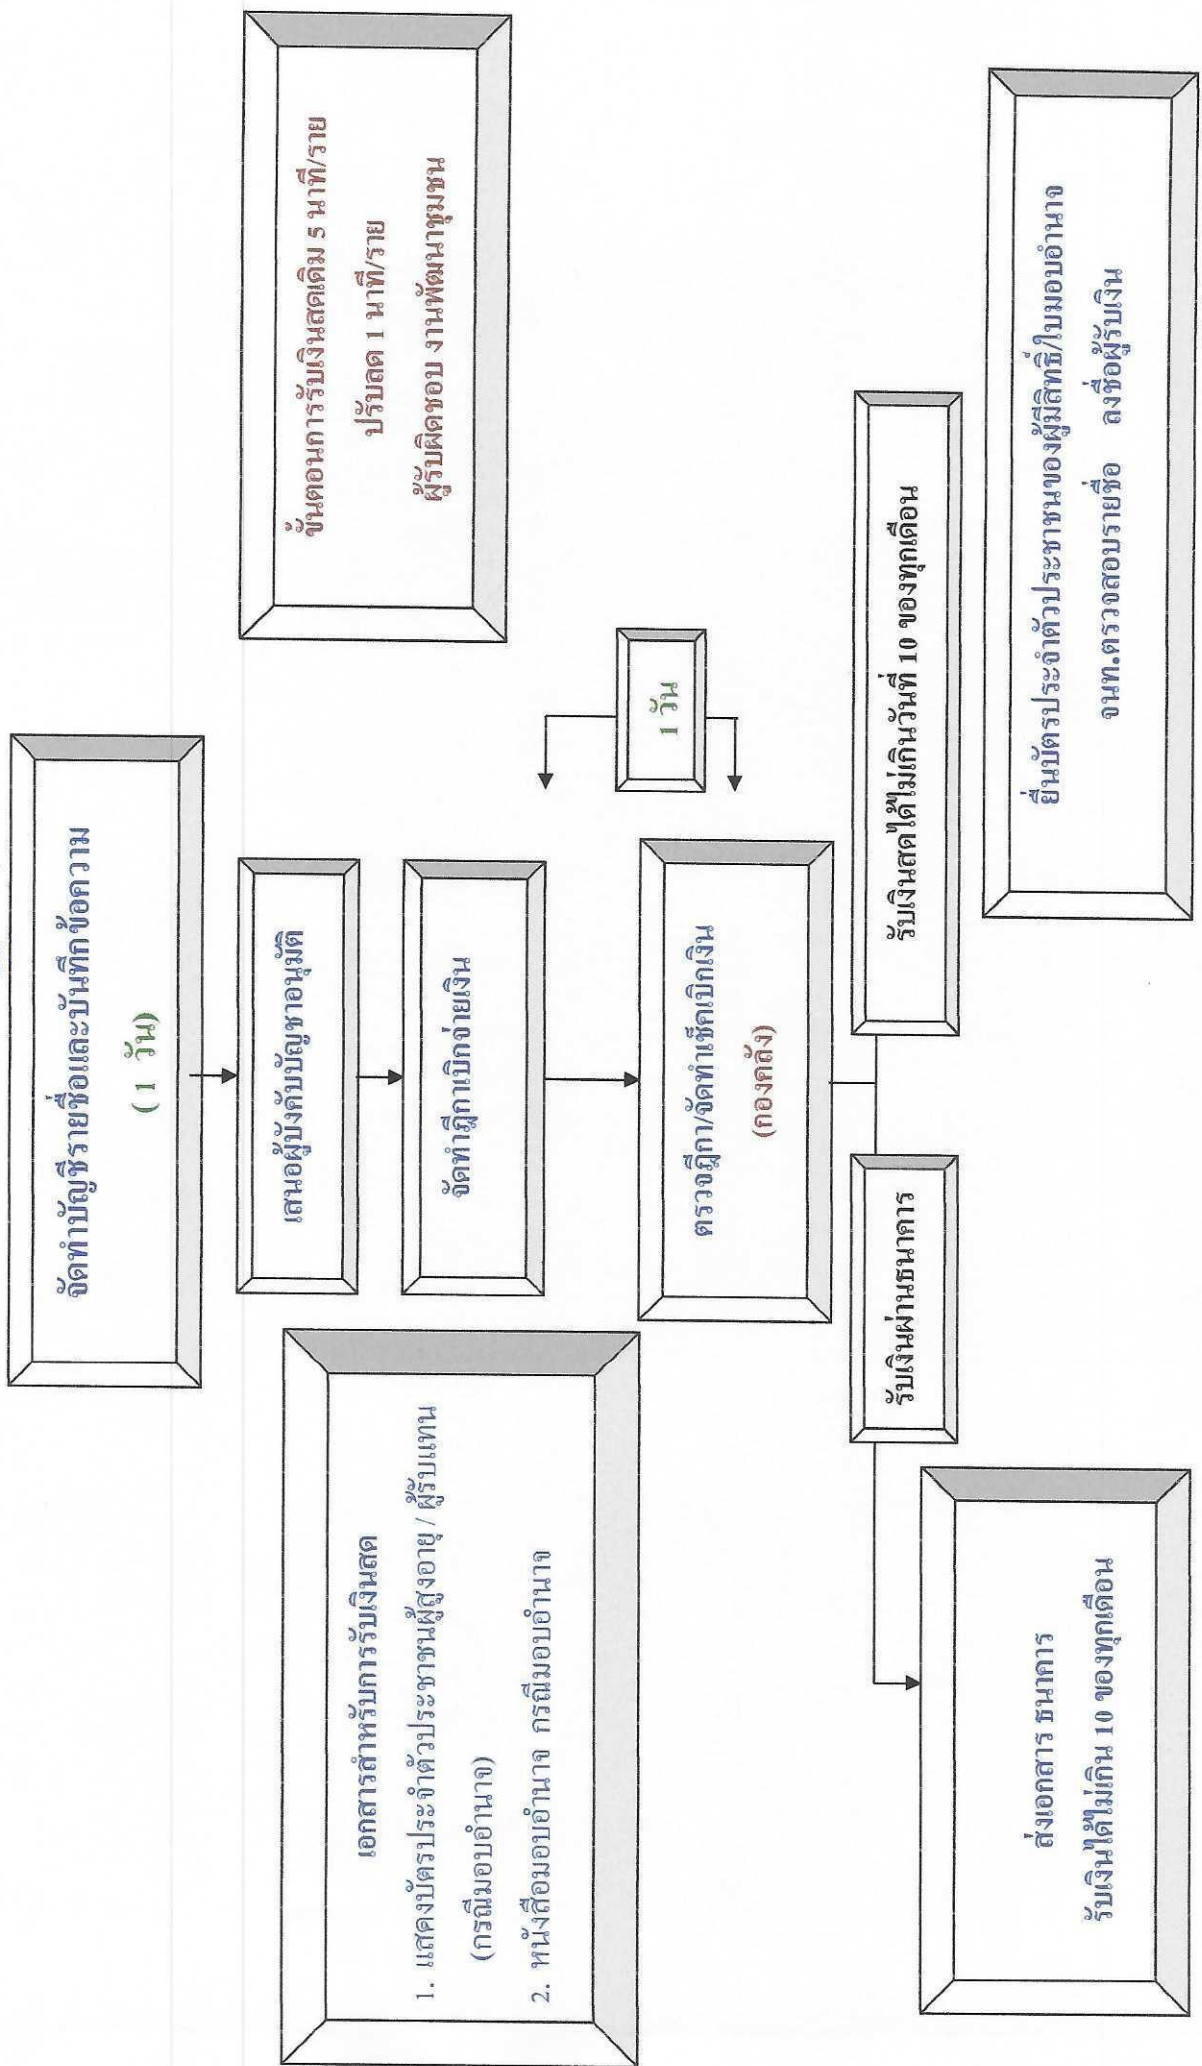 จัดทำบัญชีรายชื่อและบันทึกข้อความ
( 1 วัน)
ขั้นตอนการรับเงินสดเดิม 5 นาที/ราย
ปรับลด 1 นาที/ราย
ผู้รับผิดชอบ งานพัฒนาชุมชน
เสนอผู้บังคับบัญชาอนุมัติ
จัดทำฎีกาเบิกจ่ายเงิน
เอกสารสำหรับการรับเงินสด
1. แสดงบัตรประจำตัวประชาชนผู้สูงอายุ / ผู้รับแทน
(กรณีมอบอำนาจ)
2. หนังสือมอบอำนาจ กรณีมอบอำนาจ
1 วัน
ตรวจฎีกา/จัดทำเช็คเบิกเงิน
(กองคลัง)
รับเงินผ่านธนาคาร
รับเงินสดได้ไม่เกินวันที่ 10 ของทุกเดือน
ส่งเอกสาร ธนาคาร
รับเงินได้ไม่เกิน 10 ของทุกเดือน
ยื่นบัตรประจำตัวประชาชนของผู้มีสิทธิ์/ใบมอบอำนาจ
จนท.ตรวจสอบรายชื่อ ลงชื่อผู้รับเงิน